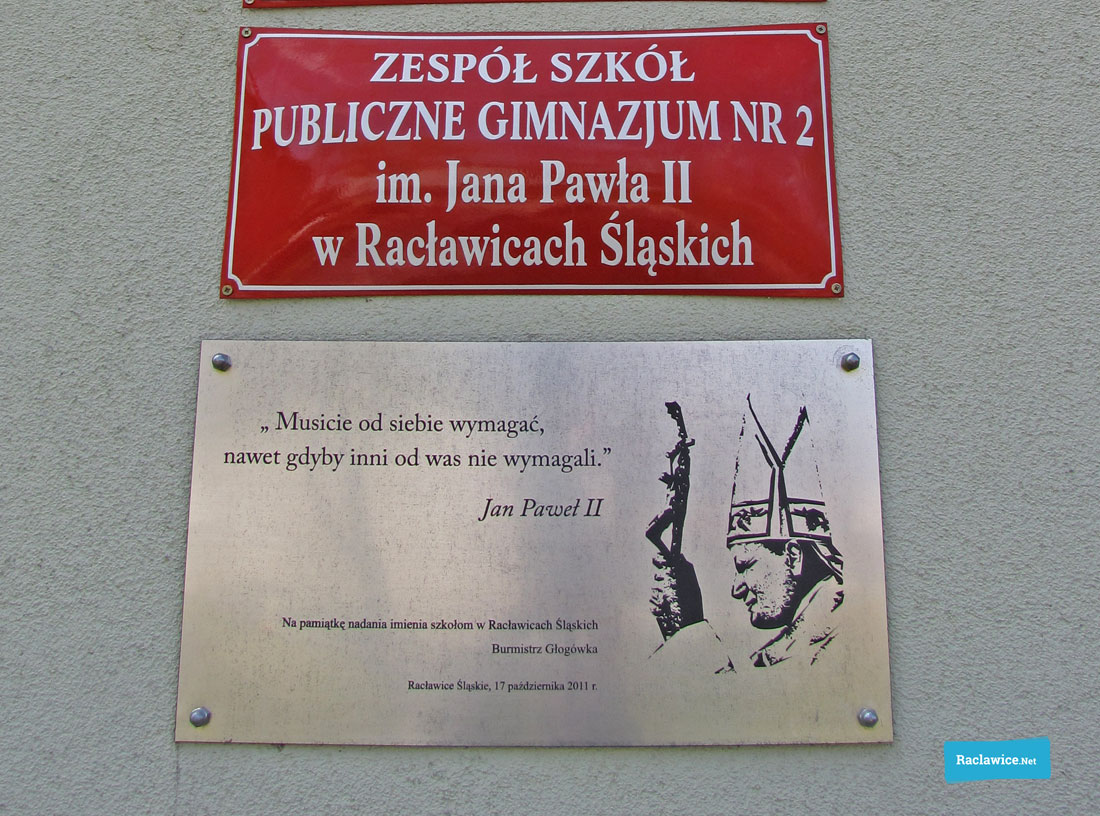 ZESPÓŁ SZKÓŁ
PUBLICZNE GIMNAZJUM NR 2
im. Jana Pawła II
w Racławicach Śląskich
„ Musicie od siebie wymagać,
nawet gdyby inni od was nie wymagali.”
Jan Paweł II
Na pamiątkę nadania imienia szkołom w Racławicach Śląskich
Burmistrz Głogówka
Racławice Śląskie, 17 października 2011 r.
Raclawice.Net